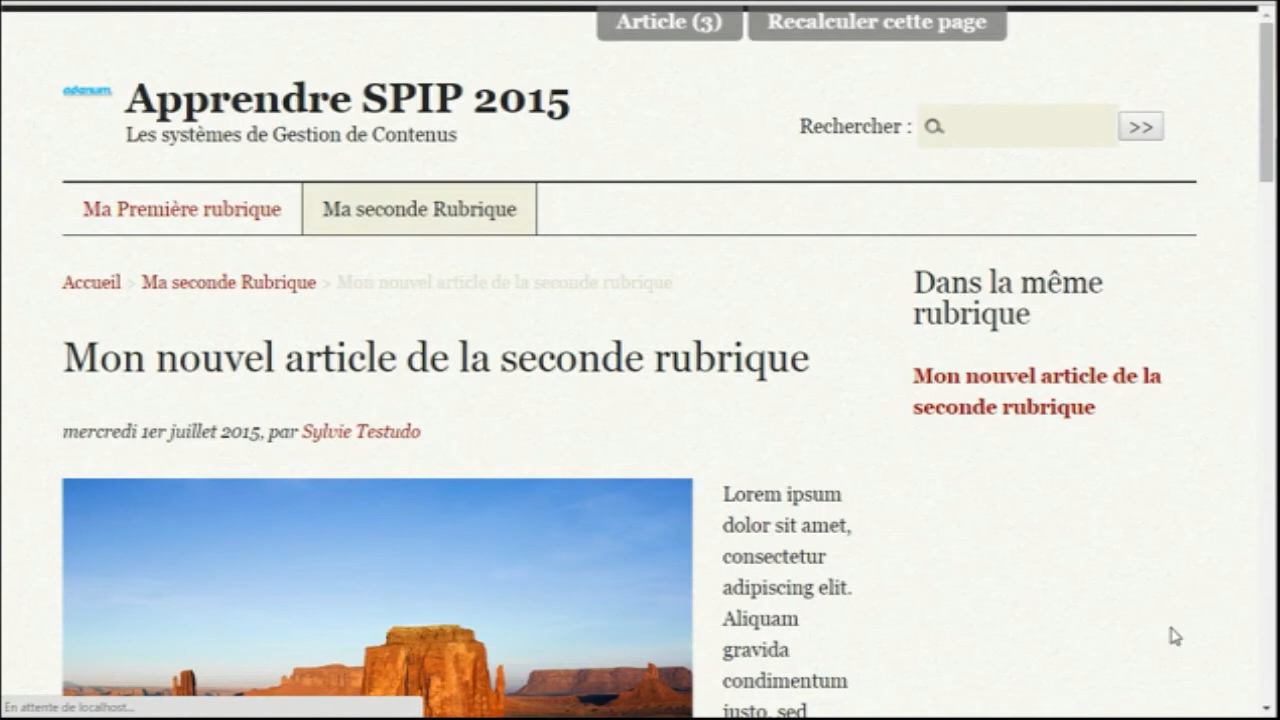 Article (3)
Recalculer cette page
adenum.
Apprendre SPIP 2015
Les systèmes de Gestion de Contenus
Rechercher :
>>
Ma Première rubrique
Ma seconde Rubrique
Accueil > Ma seconde Rubrique > Mon nouvel article de la seconde rubrique
Dans la même
rubrique
Mon nouvel article de la seconde rubrique
Mon nouvel article de la
seconde rubrique
mercredi 1er juillet 2015, par Sylvie Testudo
Lorem ipsum
dolor sit amet,
consectetur
adipiscing elit.
Aliquam
gravida
condimentum
justo, sed
En attente de localhost...